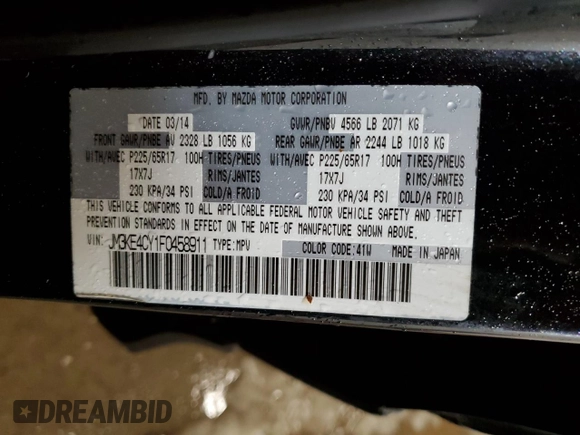 MFD. BY MAZDA MOTOR CORPORATION
DATE 03/14 GVWR/PNBV 4566 LB 2071 KG
FRONT GAWR/PNBE AV 2328 LB 1056 KG REAR GAWR/PNBE AR 2244 LB 1018 KG
WITH/AVEC P225/65R17 100H TIRES/PNEUS WITH/AVEC P225/65R17 100H TIRES/PNEUS
17X7J RIMS/JANTES 17X7J RIMS/JANTES
230 KPA/34 PSI COLD/A FROID 230 KPA/34 PSI COLD/A FROID
THIS VEHICLE CONFORMS TO ALL APPLICABLE FEDERAL MOTOR VEHICLE SAFETY AND THEFT
PREVENTION STANDARDS IN EFFECT ON THE DATE OF MANUFACTURE SHOWN ABOVE.
VIN: JM3KE4CY1F0458911 TYPE: MPV COLOR CODE: 41W MADE IN JAPAN
DREAMBID